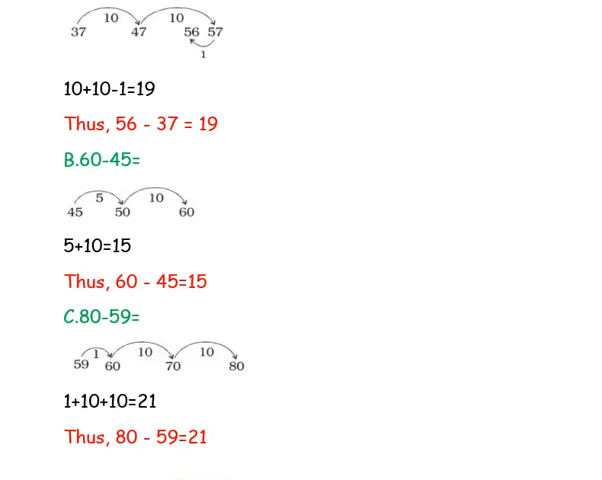 10 10
37 47 56 57
1
10+10-1=19
Thus, 56 - 37 = 19
B.60-45=
5 10
45 50 60
5+10=15
Thus, 60 - 45=15
C.80-59=
1 10 10
59 60 70 80
1+10+10=21
Thus, 80 - 59=21